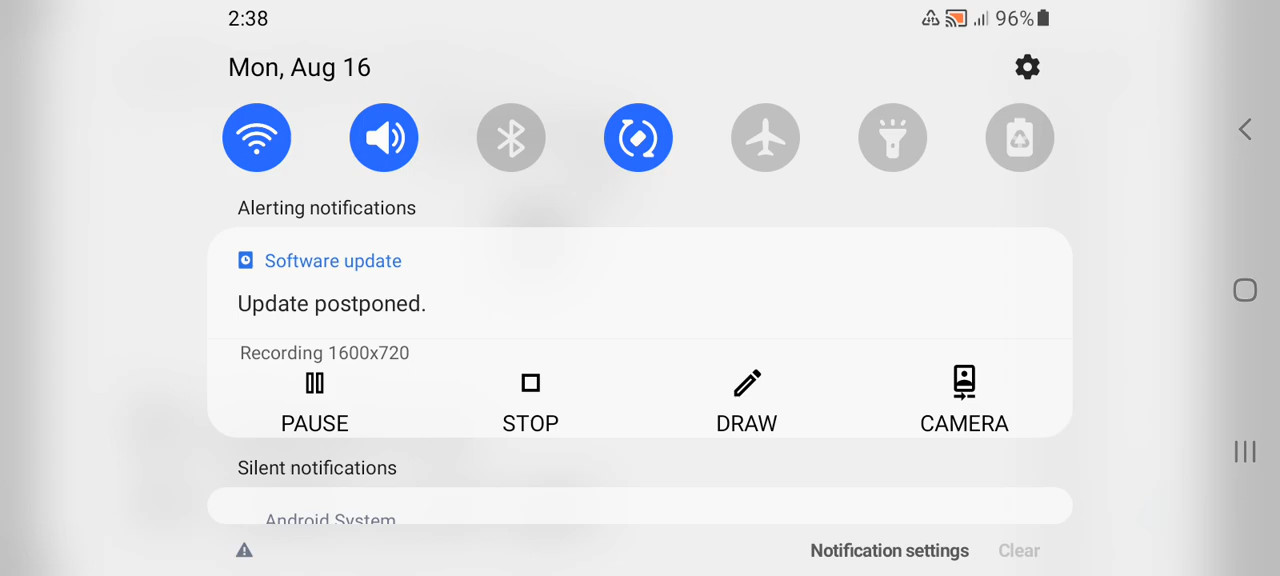 2:38 96%
Mon, Aug 16
Alerting notifications
Software update
Update postponed.
Recording 1600x720
PAUSE STOP DRAW CAMERA
Silent notifications
Android System
Notification settings Clear